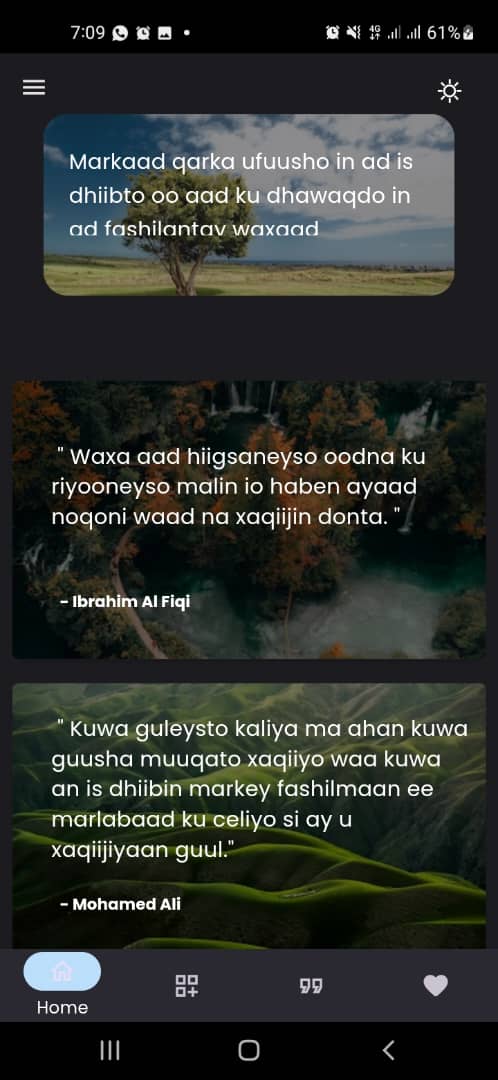 7:09
4G 61%
Markaad qarka ufuusho in ad is
dhiibto oo aad ku dhawaqdo in
ad fashilantay waxaad
" Waxa aad hiigsaneyso oodna ku
riyooneyso malin io haben ayaad
noqoni waad na xaqiijin donta. "
- Ibrahim Al Fiqi
" Kuwa guleysto kaliya ma ahan kuwa
guusha muuqato xaqiiyo waa kuwa
an is dhiibin markey fashilmaan ee
marlabaad ku celiyo si ay u
xaqiijiyaan guul."
- Mohamed Ali
Home